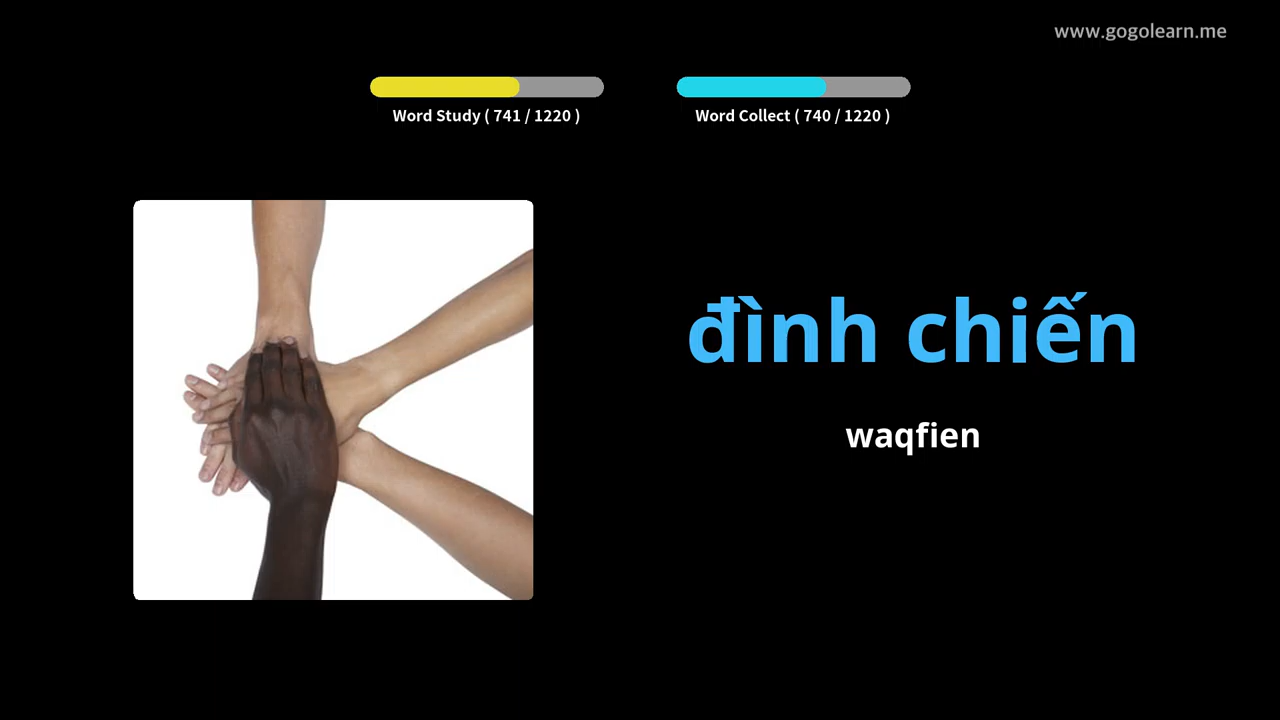 www.gogolearn.me
Word Study ( 741 / 1220 )
Word Collect ( 740 / 1220 )
đình chiến
waqfien